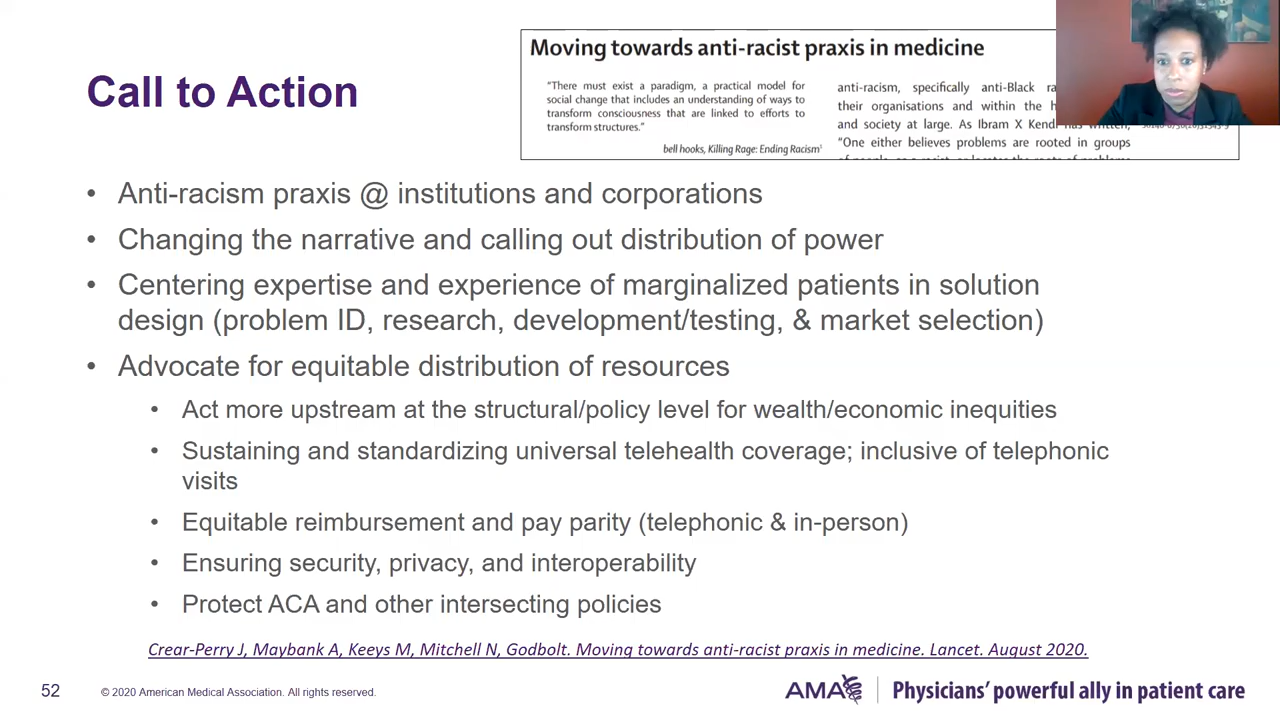 Call to Action
Moving towards anti-racist praxis in medicine
“There must exist a paradigm, a practical model for
social change that includes an understanding of ways to
transform consciousness that are linked to efforts to
transform structures.”
bell hooks, Killing Rage: Ending Racism¹
anti-racism, specifically anti-Black
their organisations and within the
and society at large. As Ibram X Kendi has written,
“One either believes problems are rooted in groups
• Anti-racism praxis @ institutions and corporations
• Changing the narrative and calling out distribution of power
• Centering expertise and experience of marginalized patients in solution
design (problem ID, research, development/testing, & market selection)
• Advocate for equitable distribution of resources
• Act more upstream at the structural/policy level for wealth/economic inequities
• Sustaining and standardizing universal telehealth coverage; inclusive of telephonic
visits
• Equitable reimbursement and pay parity (telephonic & in-person)
• Ensuring security, privacy, and interoperability
• Protect ACA and other intersecting policies
Crear-Perry J, Maybank A, Keeys M, Mitchell N, Godbolt. Moving towards anti-racist praxis in medicine. Lancet. August 2020.
52
© 2020 American Medical Association. All rights reserved.
AMA
Physicians’ powerful ally in patient care